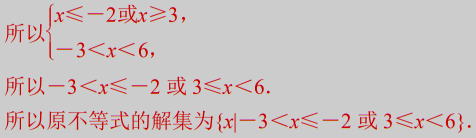 所以{x≤-2或x≥3,
-3<x<6,
所以-3<x≤-2 或 3≤x<6.
所以原不等式的解集为{x|-3<x≤-2 或 3≤x<6}.